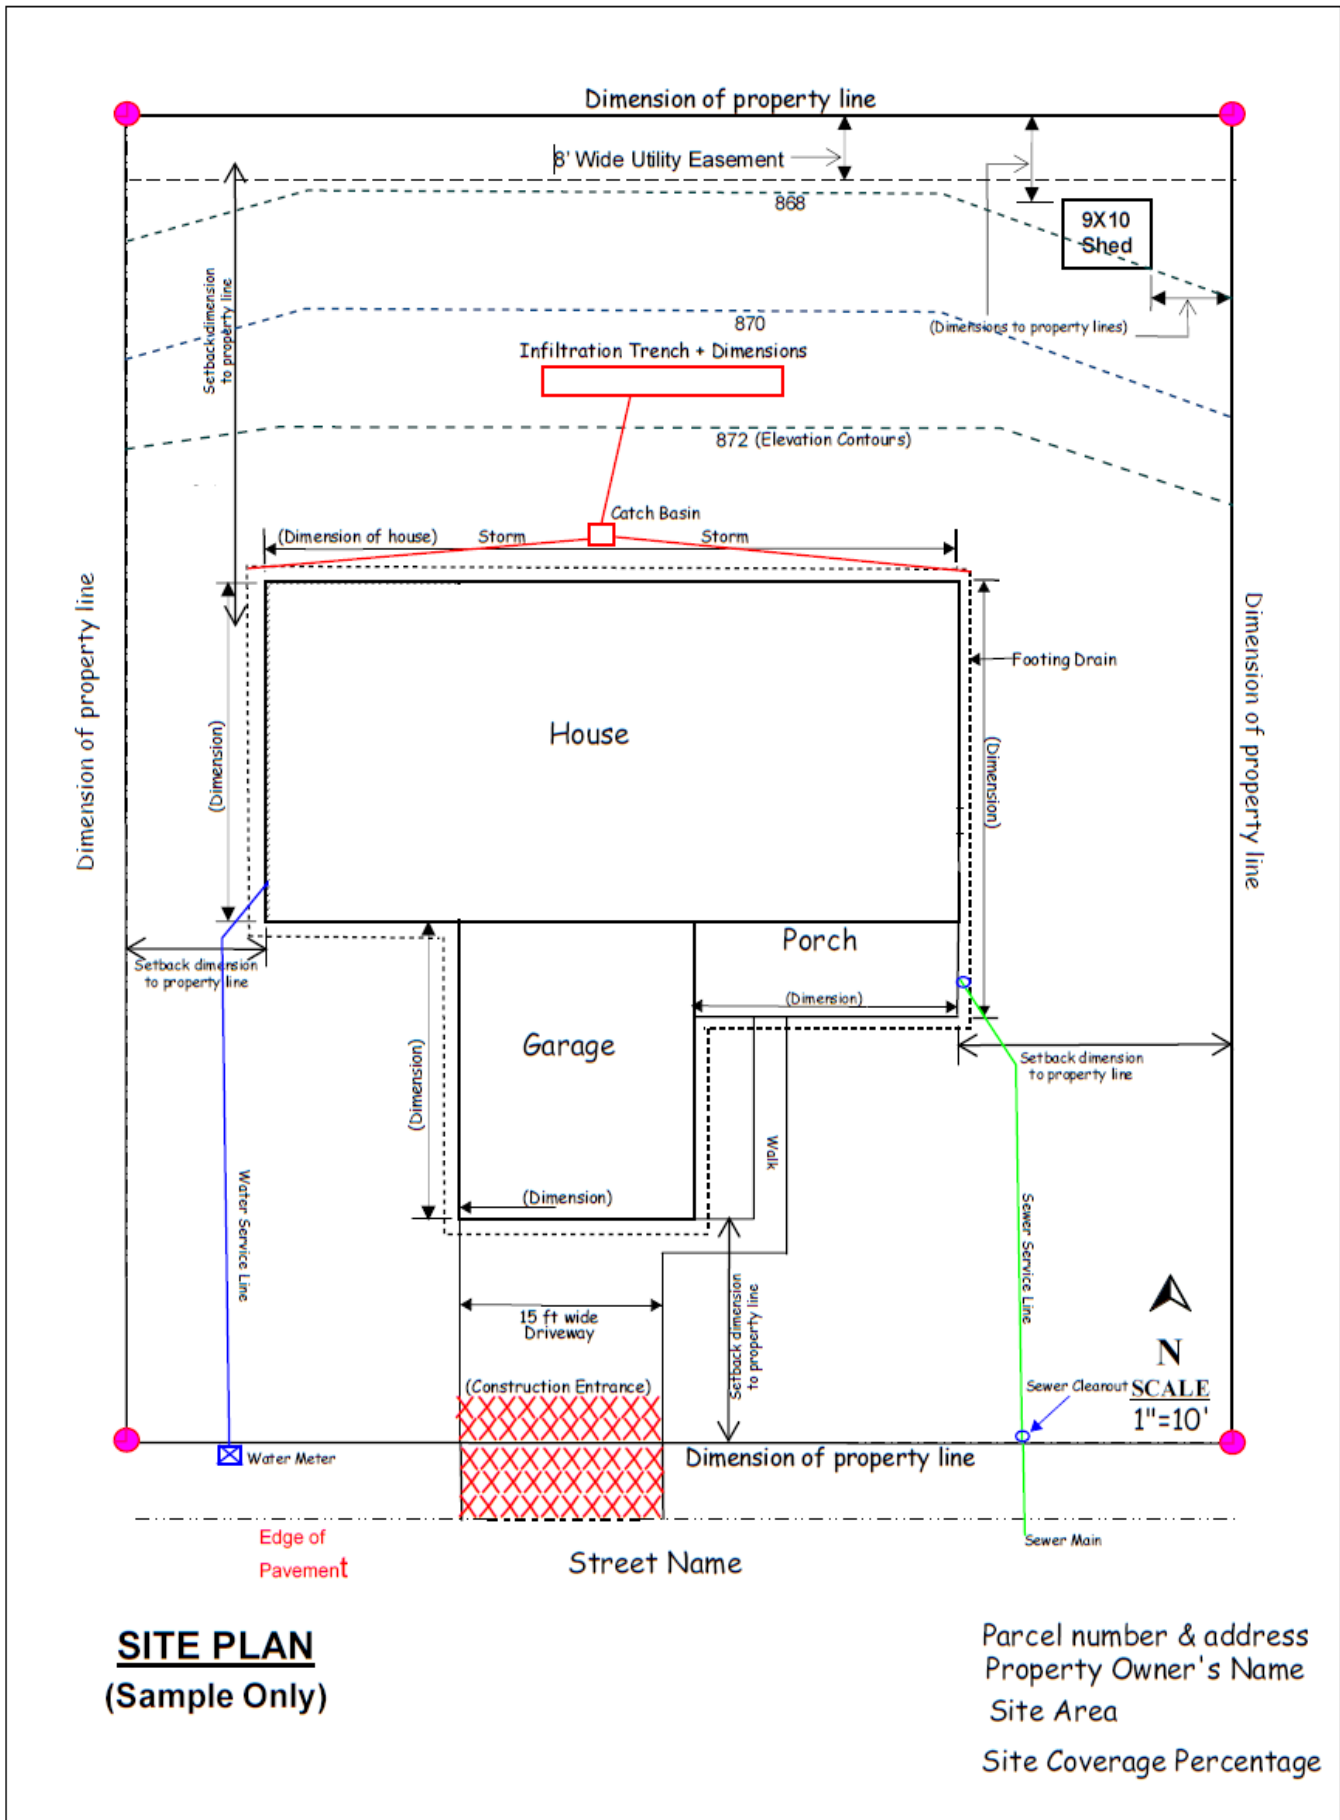 Dimension of property line
8' Wide Utility Easement
868
9X10
Shed
Setback dimension
to property line
870
(Dimensions to property lines)
Infiltration Trench + Dimensions
872 (Elevation Contours)
Catch Basin
(Dimension of house)
Storm
Storm
Dimension of property line
Dimension of property line
Footing Drain
House
(Dimension)
(Dimension)
Porch
Setback dimension
to property line
(Dimension)
Garage
(Dimension)
Setback dimension
to property line
Walk
Water Service Line
(Dimension)
Sewer Service Line
Setback dimension
to property line
15 ft wide
Driveway
N
SCALE
1"=10'
(Construction Entrance)
Sewer Cleanout
Water Meter
Dimension of property line
Edge of
Pavement
Street Name
Sewer Main
SITE PLAN
(Sample Only)
Parcel number & address
Property Owner's Name
Site Area
Site Coverage Percentage